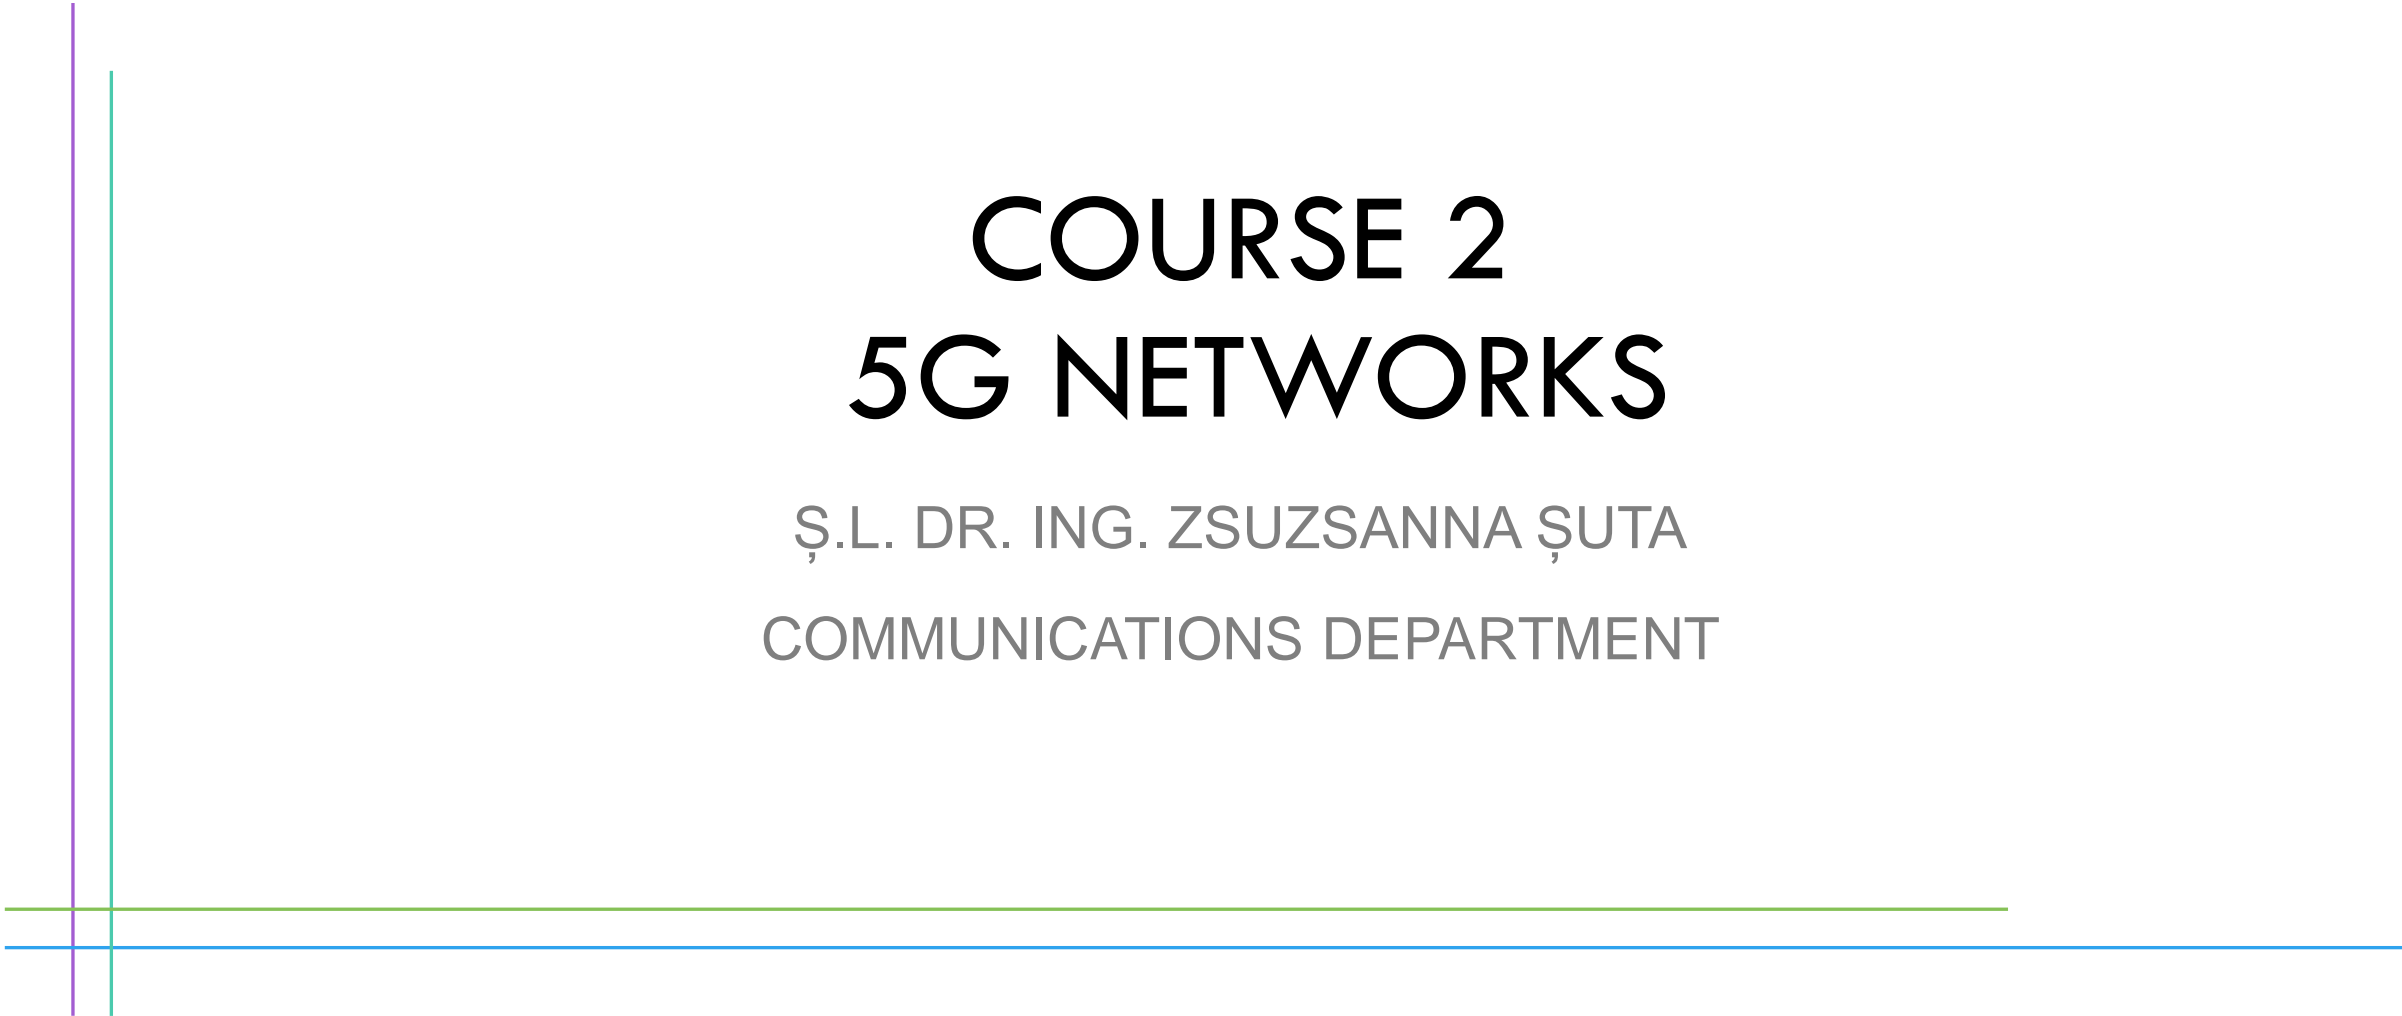 COURSE 2
5G NETWORKS
Ș.L. DR. ING. ZSUZSANNA ȘUTA
COMMUNICATIONS DEPARTMENT